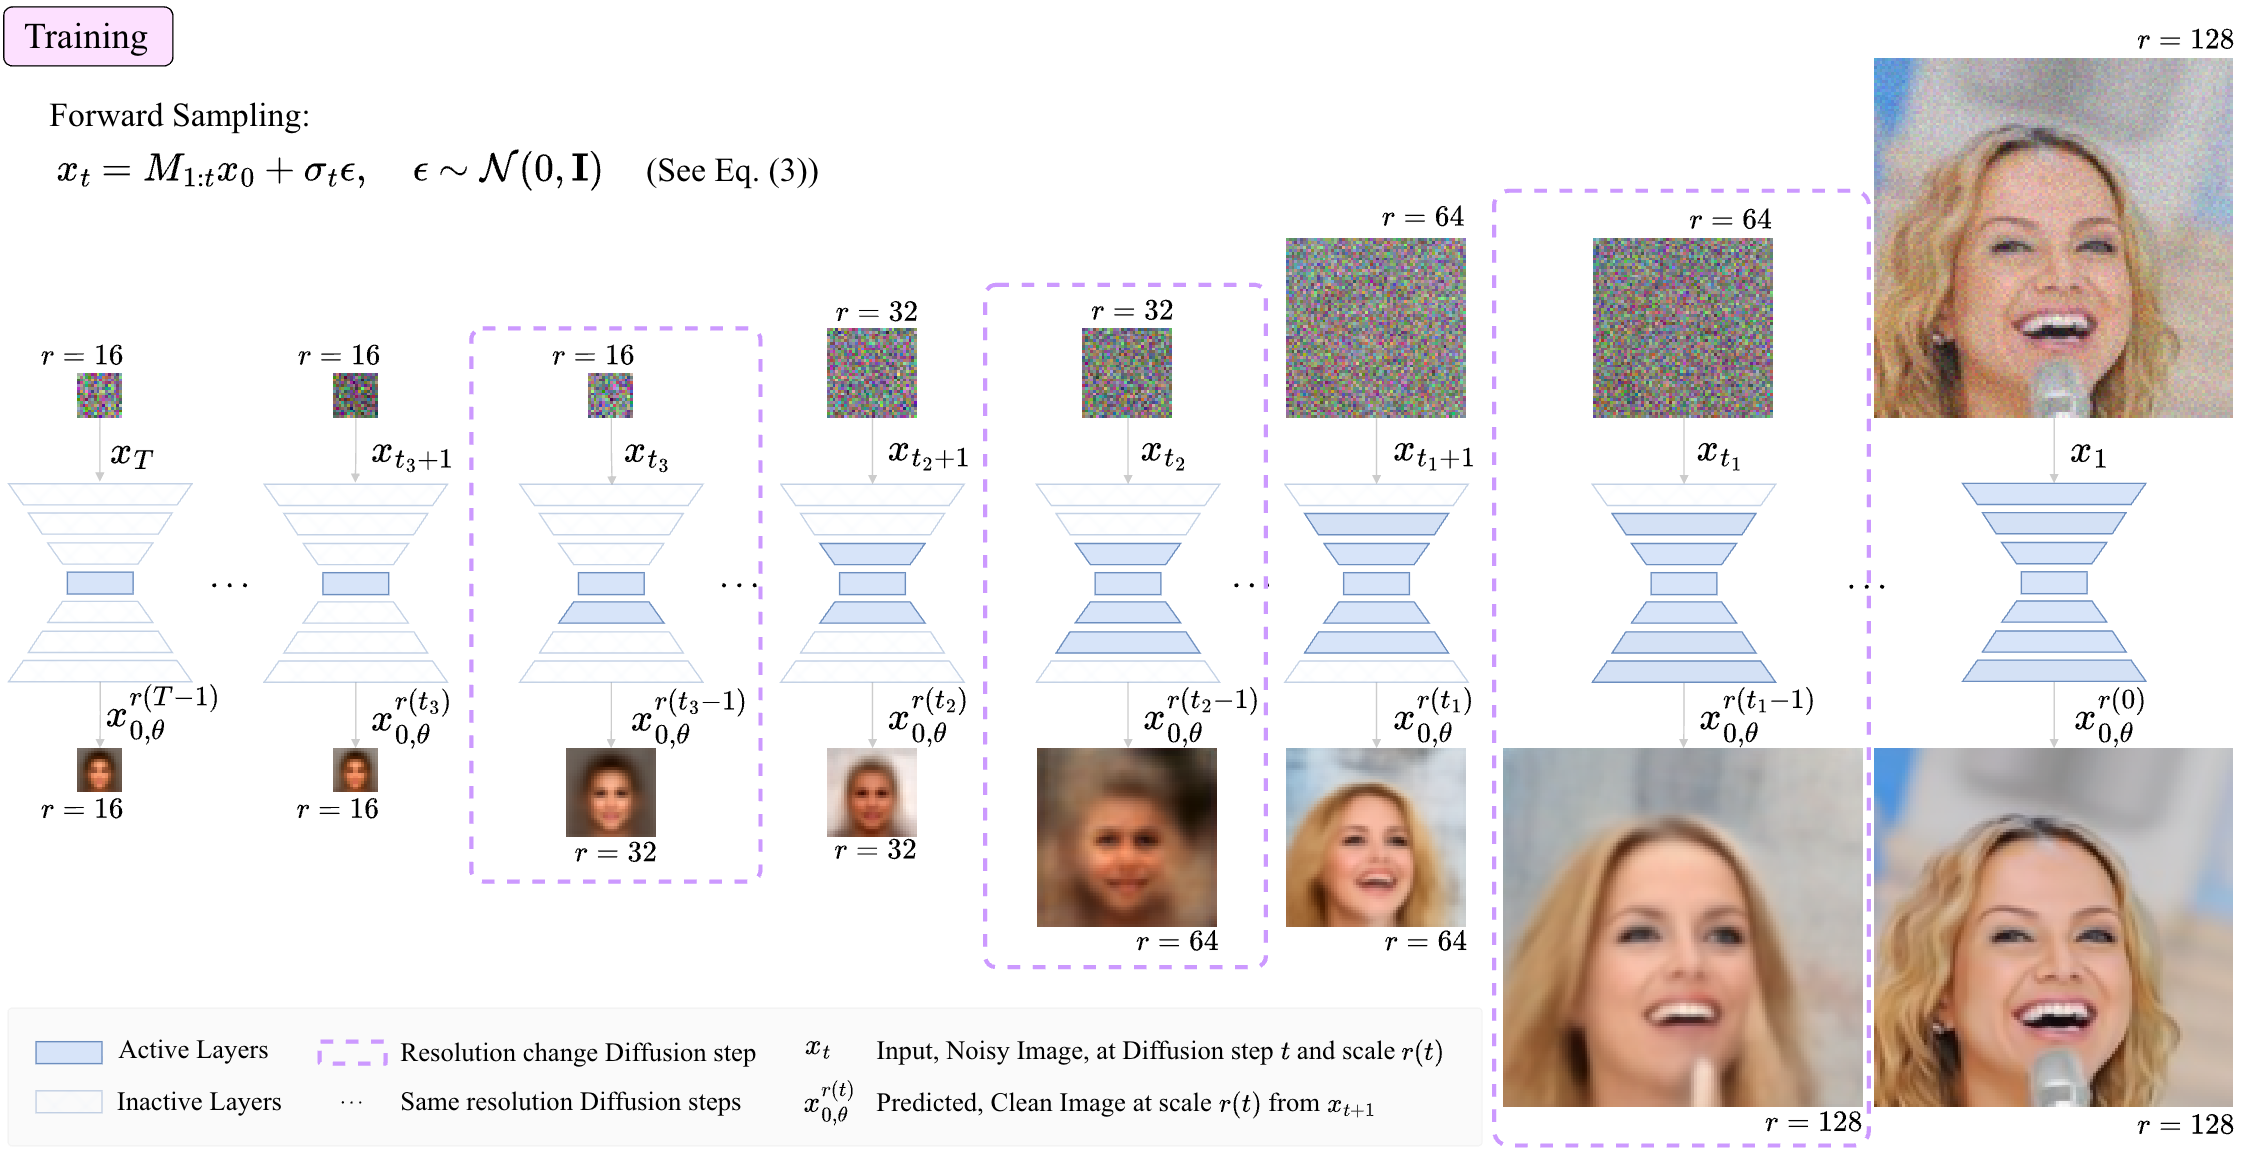 Training
Forward Sampling:
x_t = M_{1:t}x_0 + σ_tϵ, ϵ ∼ 𝒩(0, 𝐈) (See Eq. (3))
r = 128
r = 64
r = 64
r = 32
r = 32
r = 16
r = 16
r = 16
x_T
x_{t_3+1}
x_{t_3}
x_{t_2+1}
x_{t_2}
x_{t_1+1}
x_{t_1}
x_1
...
...
...
...
x_{0,θ}^{r(T−1)}
x_{0,θ}^{r(t_3)}
x_{0,θ}^{r(t_3−1)}
x_{0,θ}^{r(t_2)}
x_{0,θ}^{r(t_2−1)}
x_{0,θ}^{r(t_1)}
x_{0,θ}^{r(t_1−1)}
x_{0,θ}^{r(0)}
r = 16
r = 16
r = 32
r = 32
r = 64
r = 64
r = 128
r = 128
Active Layers
Inactive Layers
Resolution change Diffusion step
... Same resolution Diffusion steps
x_t Input, Noisy Image, at Diffusion step t and scale r(t)
x_{0,θ}^{r(t)} Predicted, Clean Image at scale r(t) from x_{t+1}